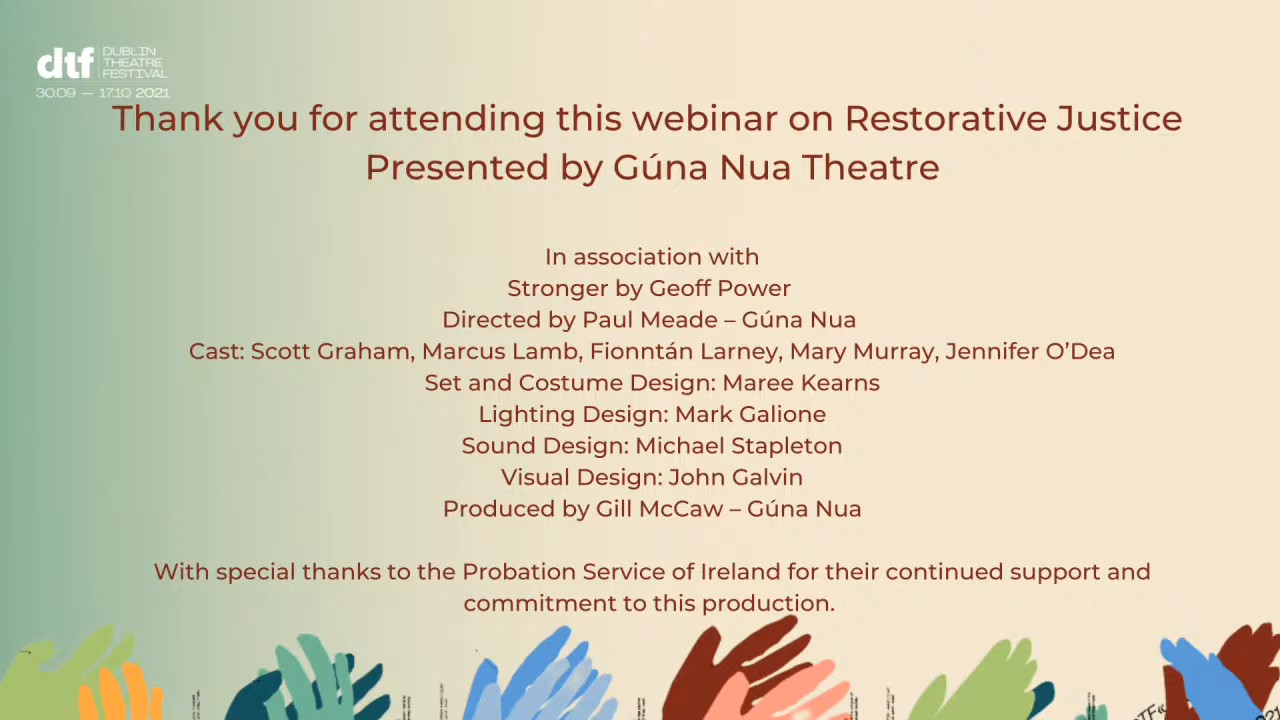 dtf DUBLIN
THEATRE
FESTIVAL
30.09 — 17.10 2021
Thank you for attending this webinar on Restorative Justice
Presented by Gúna Nua Theatre
In association with
Stronger by Geoff Power
Directed by Paul Meade – Gúna Nua
Cast: Scott Graham, Marcus Lamb, Fionntán Larney, Mary Murray, Jennifer O’Dea
Set and Costume Design: Maree Kearns
Lighting Design: Mark Galione
Sound Design: Michael Stapleton
Visual Design: John Galvin
Produced by Gill McCaw – Gúna Nua
With special thanks to the Probation Service of Ireland for their continued support and
commitment to this production.